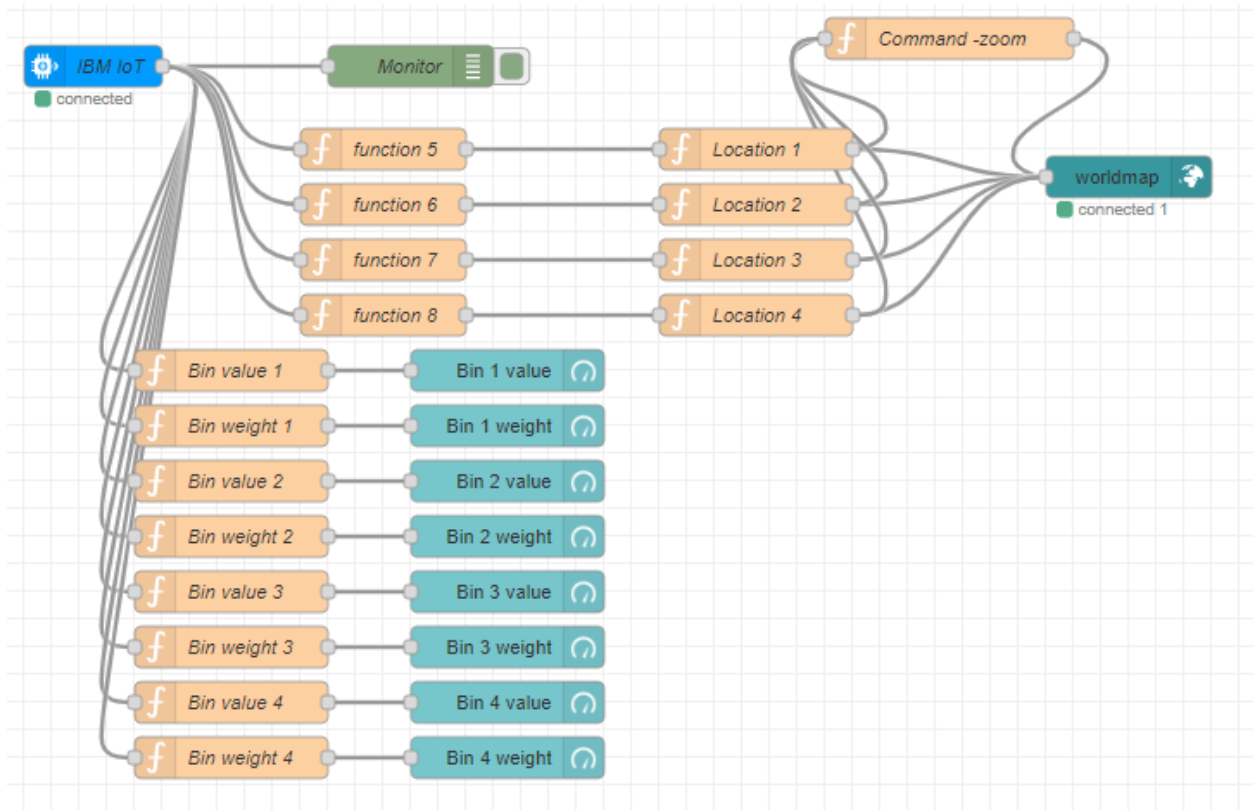 Command -zoom
IBM IoT
Monitor
connected
function 5
Location 1
workdmap
connected 1
function 6
Location 2
function 7
Location 3
function 8
Location 4
Bin value 1
Bin 1 value
Bin weight 1
Bin 1 weight
Bin value 2
Bin 2 value
Bin weight 2
Bin 2 weight
Bin value 3
Bin 3 value
Bin weight 3
Bin 3 weight
Bin value 4
Bin 4 value
Bin weight 4
Bin 4 weight